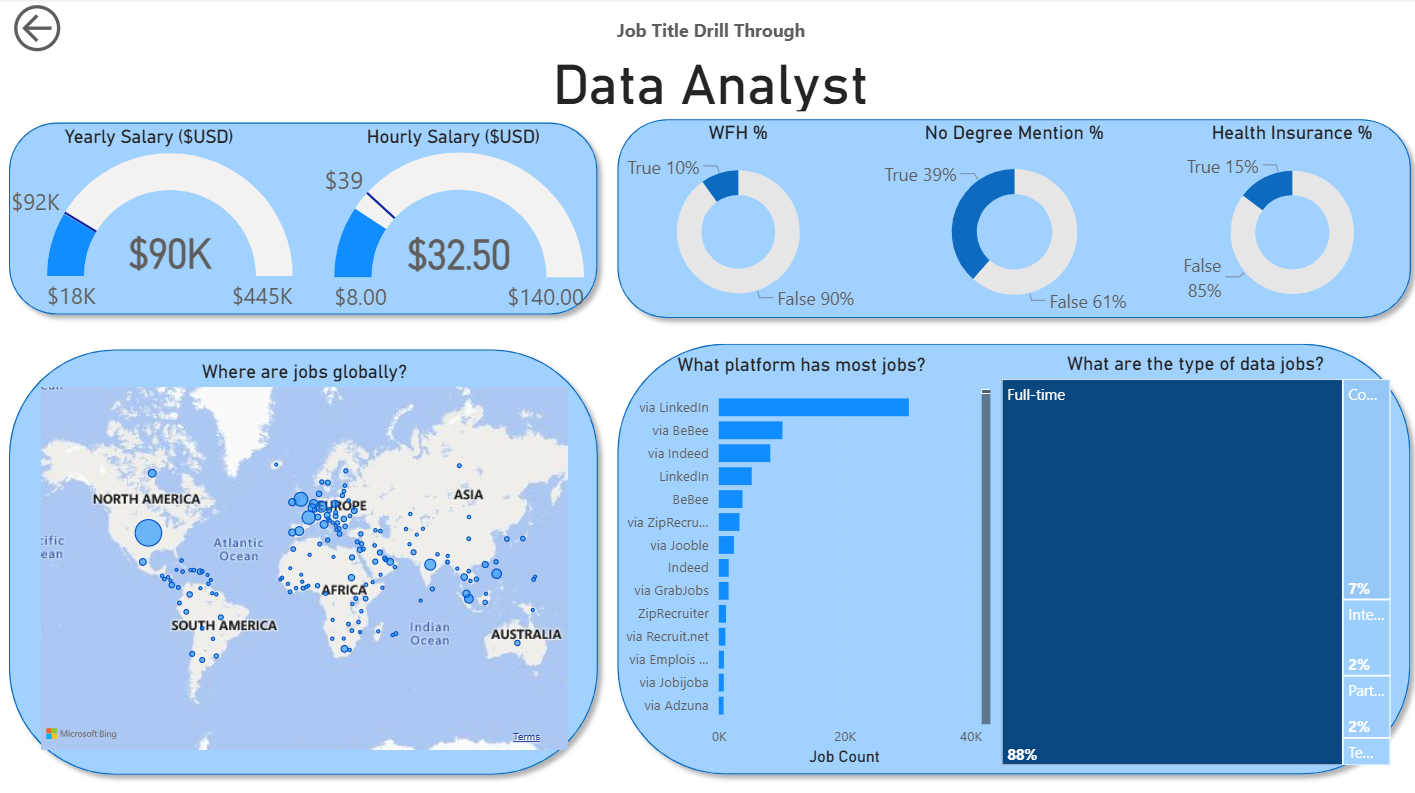 Job Title Drill Through
Data Analyst
Yearly Salary ($USD)
$92K
$90K
$18K
$445K
Hourly Salary ($USD)
$39
$32.50
$8.00
$140.00
WFH %
True 10%
False 90%
No Degree Mention %
True 39%
False 61%
Health Insurance %
True 15%
False
85%
Where are jobs globally?
NORTH AMERICA
EUROPE
ASIA
Atlantic
Ocean
AFRICA
SOUTH AMERICA
Indian
Ocean
AUSTRALIA
Microsoft Bing
Terms
What platform has most jobs?
via LinkedIn
via BeBee
via Indeed
LinkedIn
BeBee
via ZipRecru...
via Jooble
Indeed
via GrabJobs
ZipRecruiter
via Recruit.net
via Emplois ...
via Jobijoba
via Adzuna
0K
20K
40K
Job Count
What are the type of data jobs?
Full-time
88%
Co...
7%
Inte...
2%
Part...
2%
Te...